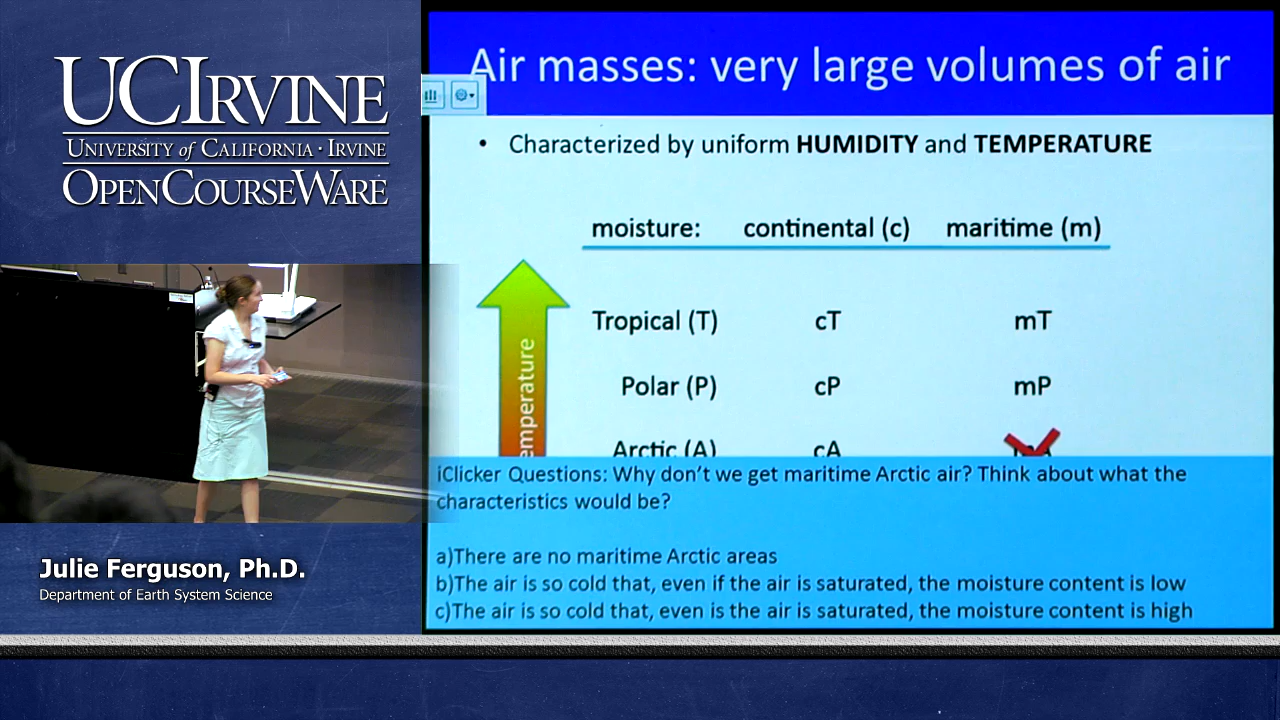 UCIRVINE
UNIVERSITY of CALIFORNIA · IRVINE
OPENCOURSEWARE
Air masses: very large volumes of air
• Characterized by uniform HUMIDITY and TEMPERATURE
moisture: continental (c) maritime (m)
Tropical (T) cT mT
Polar (P) cP mP
Arctic (A) cA
emperature
iClicker Questions: Why don't we get maritime Arctic air? Think about what the
characteristics would be?
a)There are no maritime Arctic areas
b)The air is so cold that, even if the air is saturated, the moisture content is low
c)The air is so cold that, even is the air is saturated, the moisture content is high
Julie Ferguson, Ph.D.
Department of Earth System Science